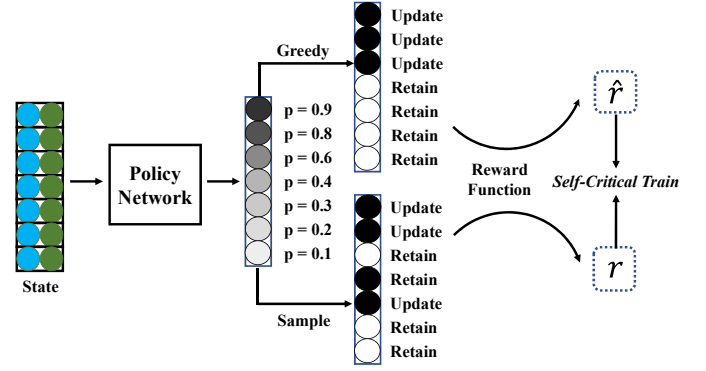 State
Policy
Network
p = 0.9
p = 0.8
p = 0.6
p = 0.4
p = 0.3
p = 0.2
p = 0.1
Greedy
Update
Update
Update
Retain
Retain
Retain
Retain
Sample
Update
Update
Retain
Retain
Update
Retain
Retain
Reward
Function
r̂
Self-Critical Train
r